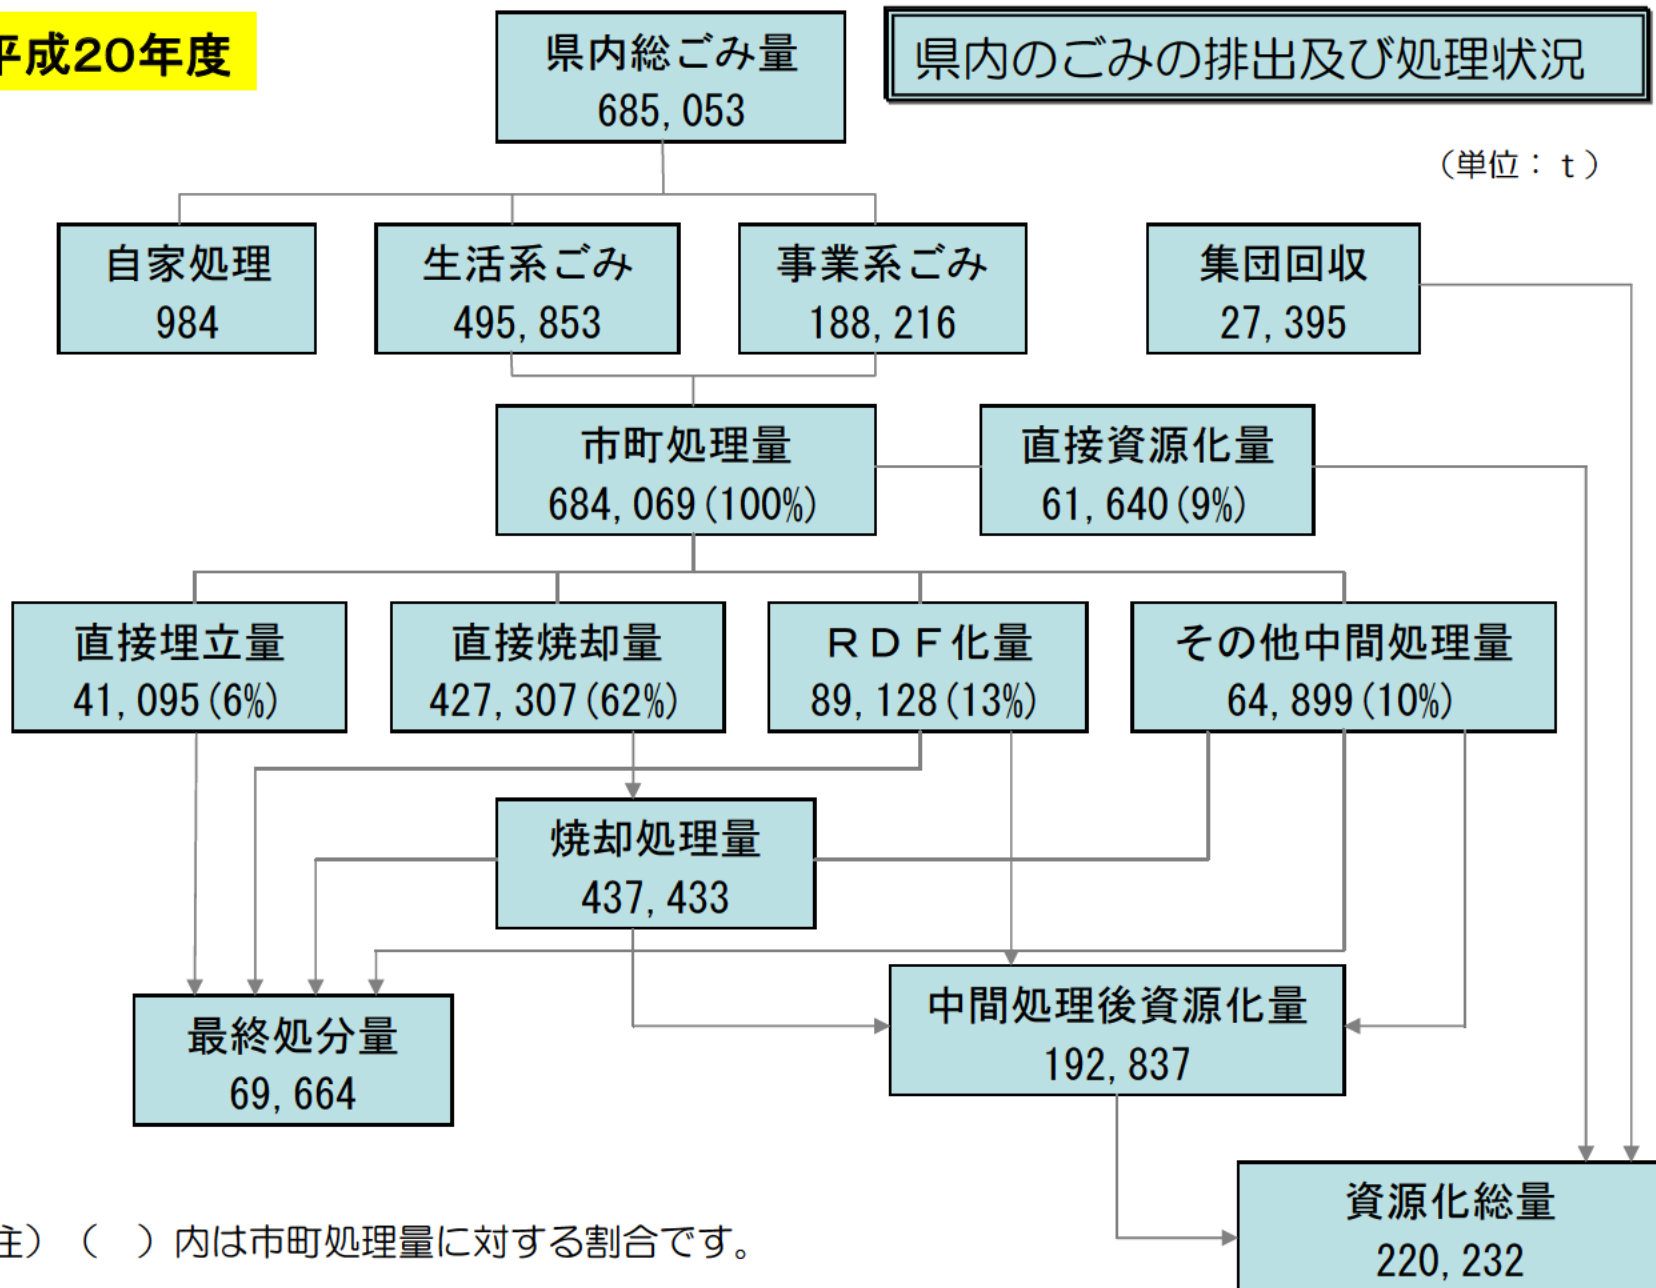 平成20年度
県内のごみの排出及び処理状況
(単位:t)
県内総ごみ量
685,053
自家処理
984
生活系ごみ
495,853
事業系ごみ
188,216
集団回収
27,395
市町処理量
684,069(100%)
直接資源化量
61,640(9%)
直接埋立量
41,095(6%)
直接焼却量
427,307(62%)
RDF化量
89,128(13%)
その他中間処理量
64,899(10%)
焼却処理量
437,433
最終処分量
69,664
中間処理後資源化量
192,837
資源化総量
220,232
注)( )内は市町処理量に対する割合です。